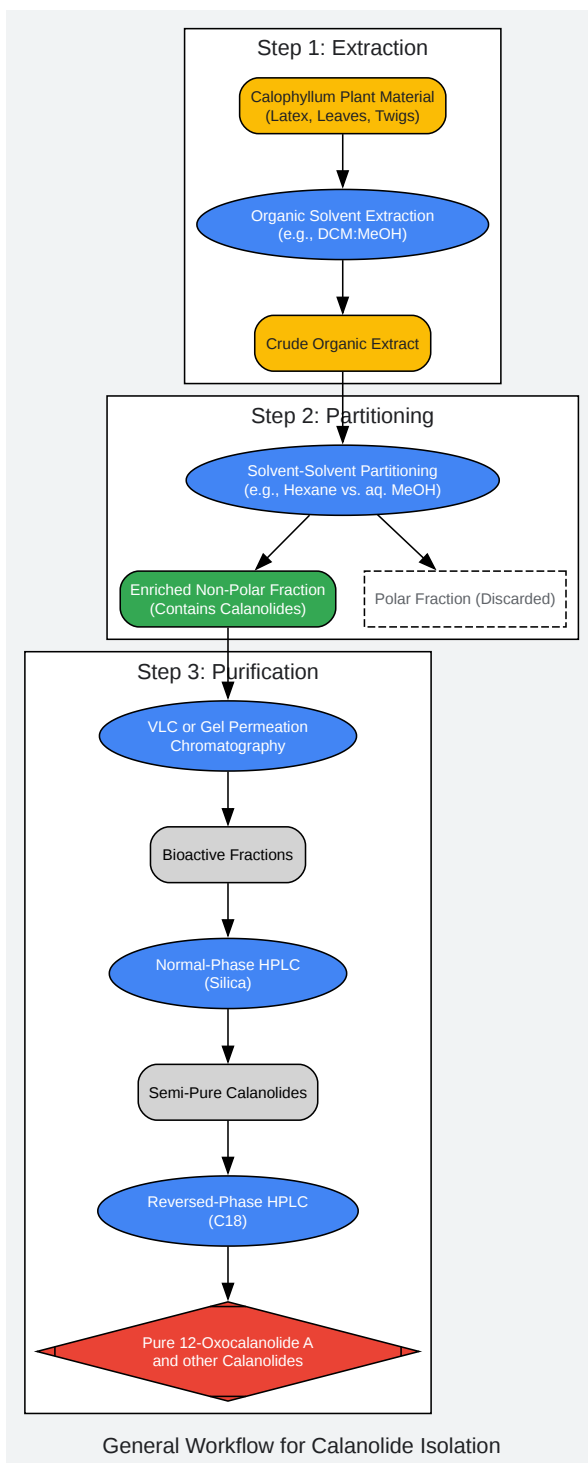 Step 1: Extraction
Calophyllum Plant Material
(Latex, Leaves, Twigs)
Organic Solvent Extraction
(e.g., DCM:MeOH)
Crude Organic Extract
Step 2: Partitioning
Solvent-Solvent Partitioning
(e.g., Hexane vs. aq. MeOH)
Enriched Non-Polar Fraction
(Contains Calanolides)
Polar Fraction (Discarded)
Step 3: Purification
VLC or Gel Permeation
Chromatography
Bioactive Fractions
Normal-Phase HPLC
(Silica)
Semi-Pure Calanolides
Reversed-Phase HPLC
(C18)
Pure 12-Oxocalanolide A
and other Calanolides
General Workflow for Calanolide Isolation